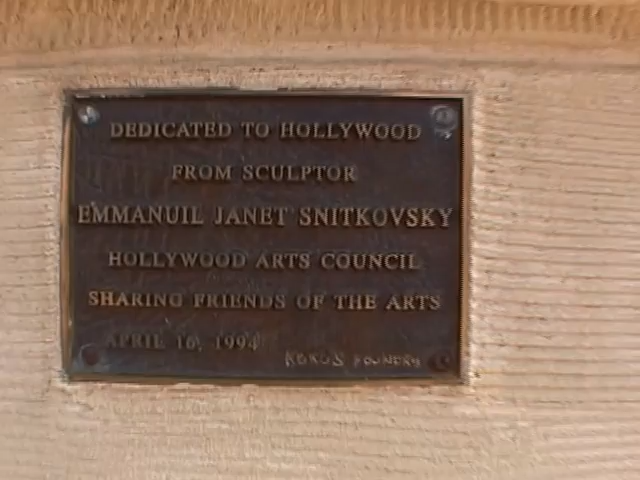 DEDICATED TO HOLLYWOOD
FROM SCULPTOR
EMMANUIL JANET SNITKOVSKY
HOLLYWOOD ARTS COUNCIL
SHARING FRIENDS OF THE ARTS
APRIL 16, 1994
FOUNDRY